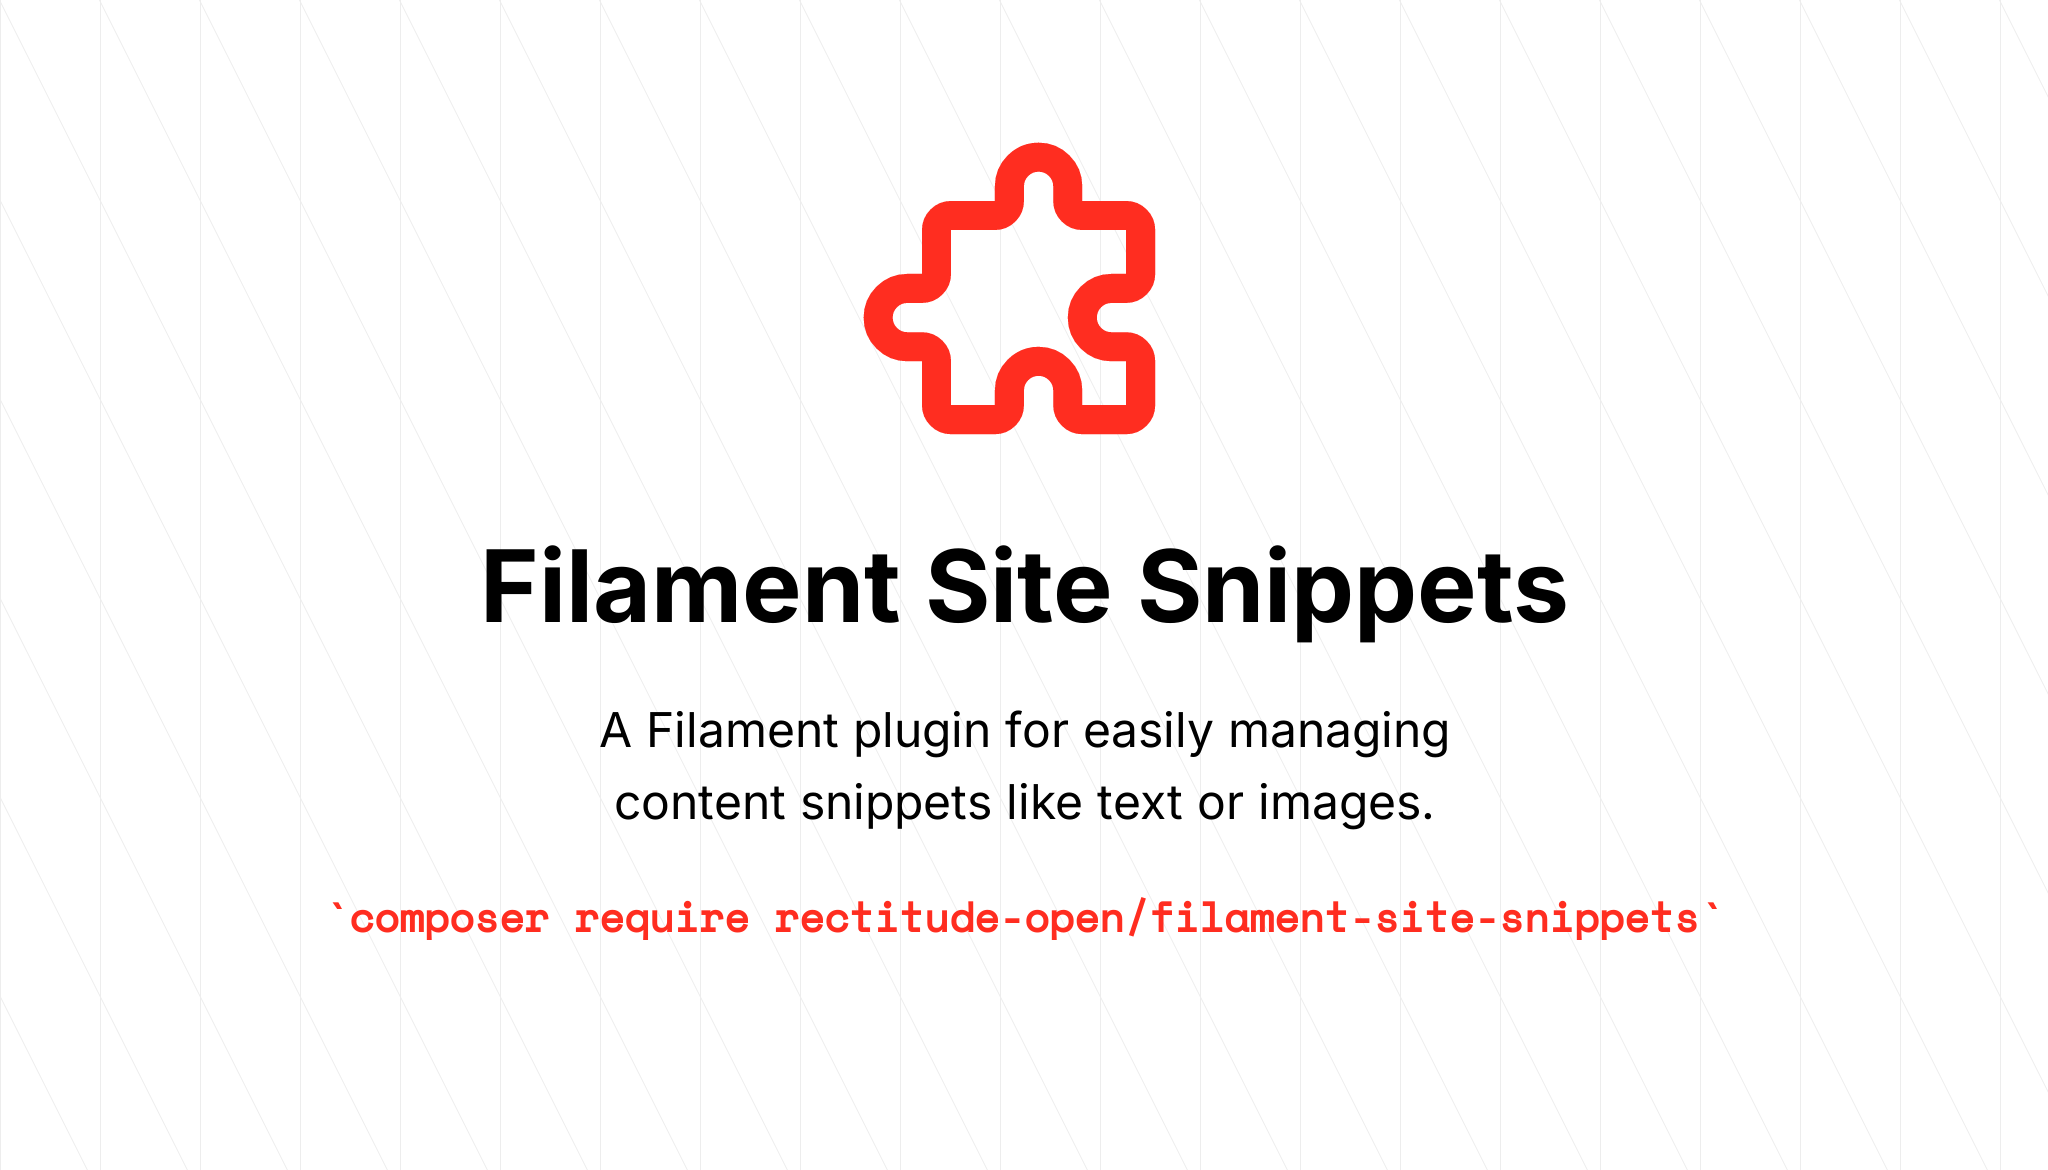 Filament Site Snippets
A Filament plugin for easily managing
content snippets like text or images.
`composer require rectitude-open/filament-site-snippets`